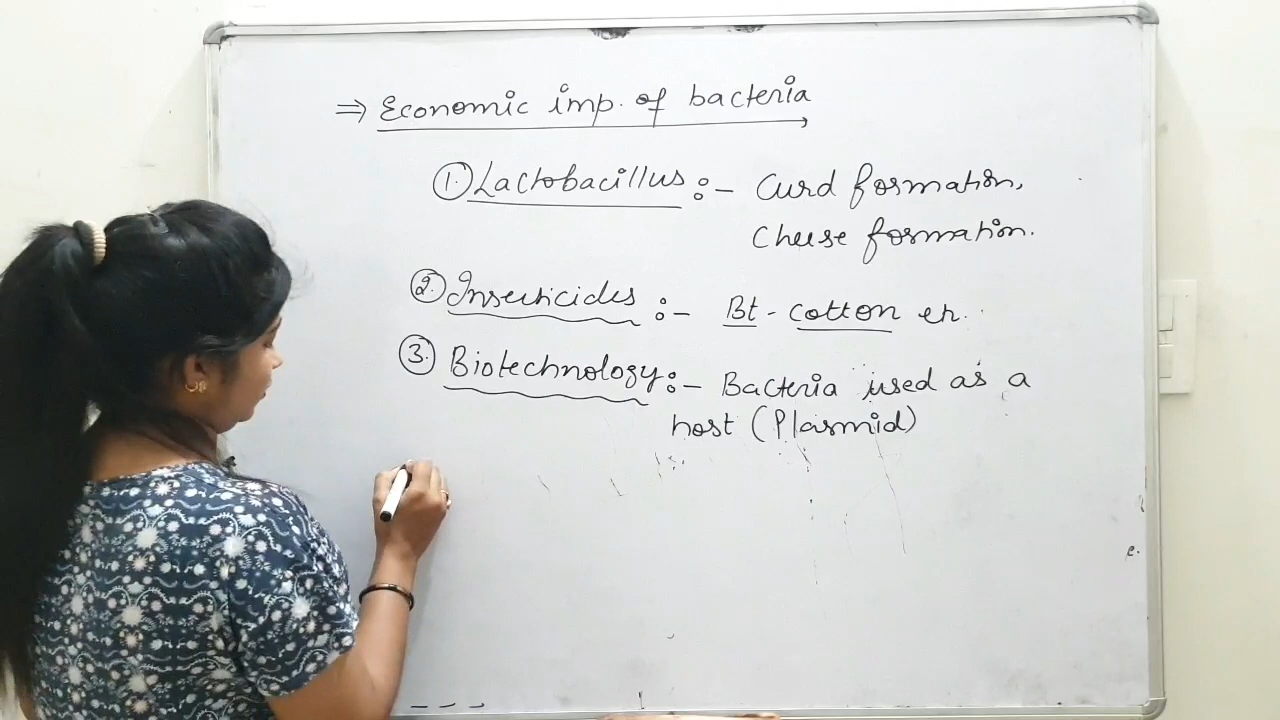 ⇒ Economic imp. of bacteria
①. Lactobacillus :- Curd formation,
Cheese formation.
②. Insecticides :- Bt - cotton etc.
③. Biotechnology :- Bacteria used as a
host (Plasmid)